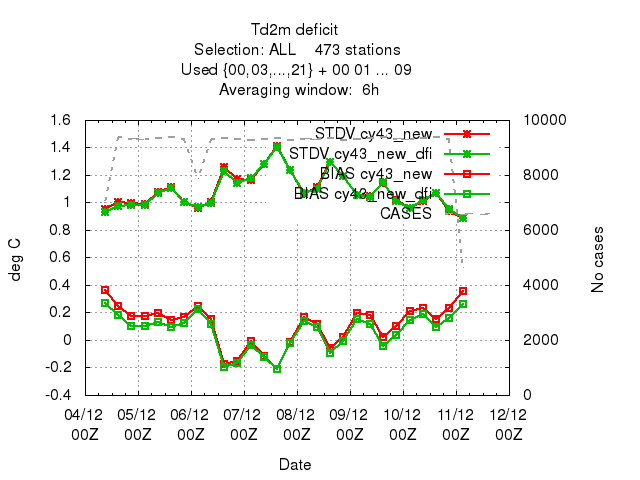 Td2m deficit
Selection: ALL    473 stations
Used {00,03,...,21} + 00 01 ... 09
Averaging window:  6h
STDV cy43_new
STDV cy43_new_dfi
BIAS cy43_new
BIAS cy43_new_dfi
CASES
1.6
1.4
1.2
1
0.8
0.6
0.4
0.2
0
-0.2
-0.4
deg C
10000
8000
6000
4000
2000
0
No cases
04/12 05/12 06/12 07/12 08/12 09/12 10/12 11/12 12/12
00Z 00Z 00Z 00Z 00Z 00Z 00Z 00Z 00Z
Date